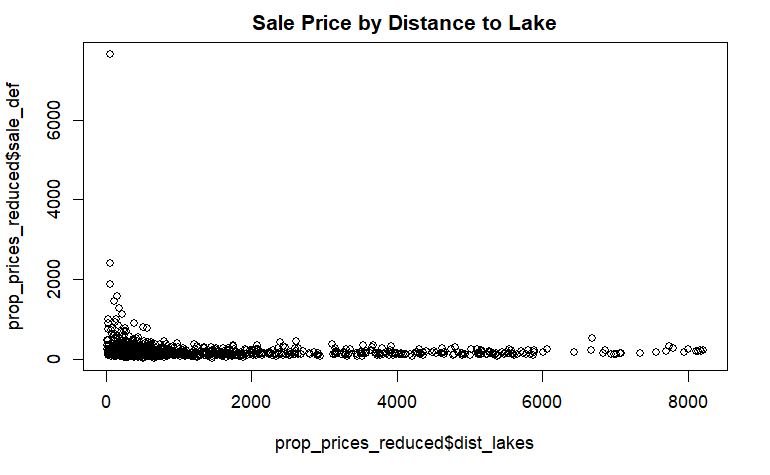 Sale Price by Distance to Lake
prop_prices_reduced$sale_def
6000
4000
2000
0
0 2000 4000 6000 8000
prop_prices_reduced$dist_lakes